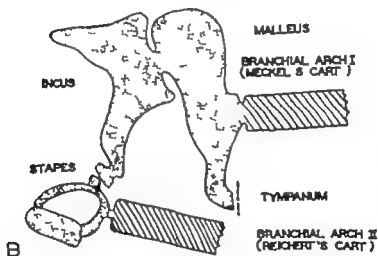 MALLEUS
BRANCHIAL ARCH I
(MECKEL S CART )
INCUS
STAPES
TYMPANUM
BRANCHIAL ARCH II
(REICHERT'S CART)
B